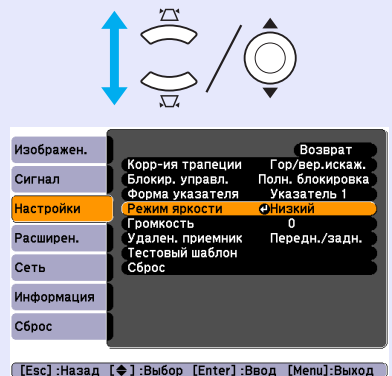 Изображен.
Сигнал
Настройки
Расширен.
Сеть
Информация
Сброс
Возврат
Корр-ия трапеции Гор/вер.искаж.
Блокир. управл. Полн. блокировка
Форма указателя Указатель 1
Режим яркости Низкий
Громкость 0
Удален. приемник Передн./задн.
Тестовый шаблон
Сброс
[Esc] :Назад [◆] :Выбор [Enter] :Ввод [Menu]:Выход